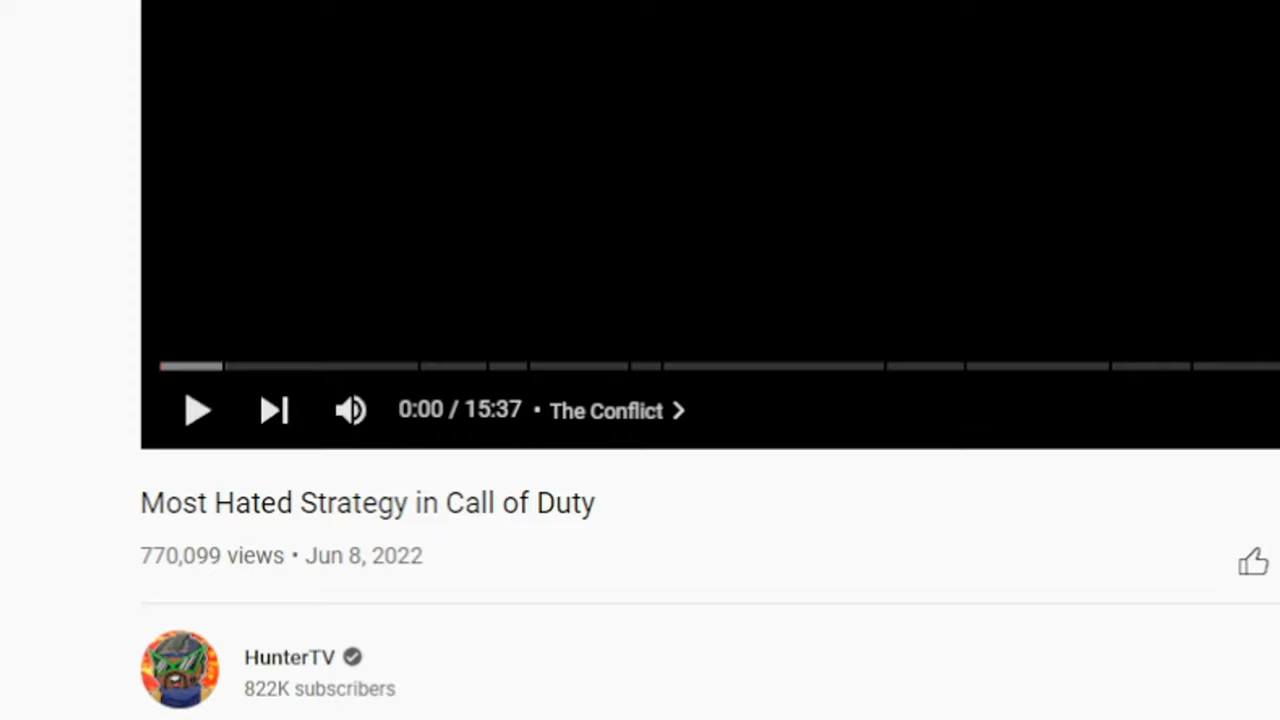 0:00 / 15:37 • The Conflict
Most Hated Strategy in Call of Duty
770,099 views • Jun 8, 2022
HunterTV
822K subscribers